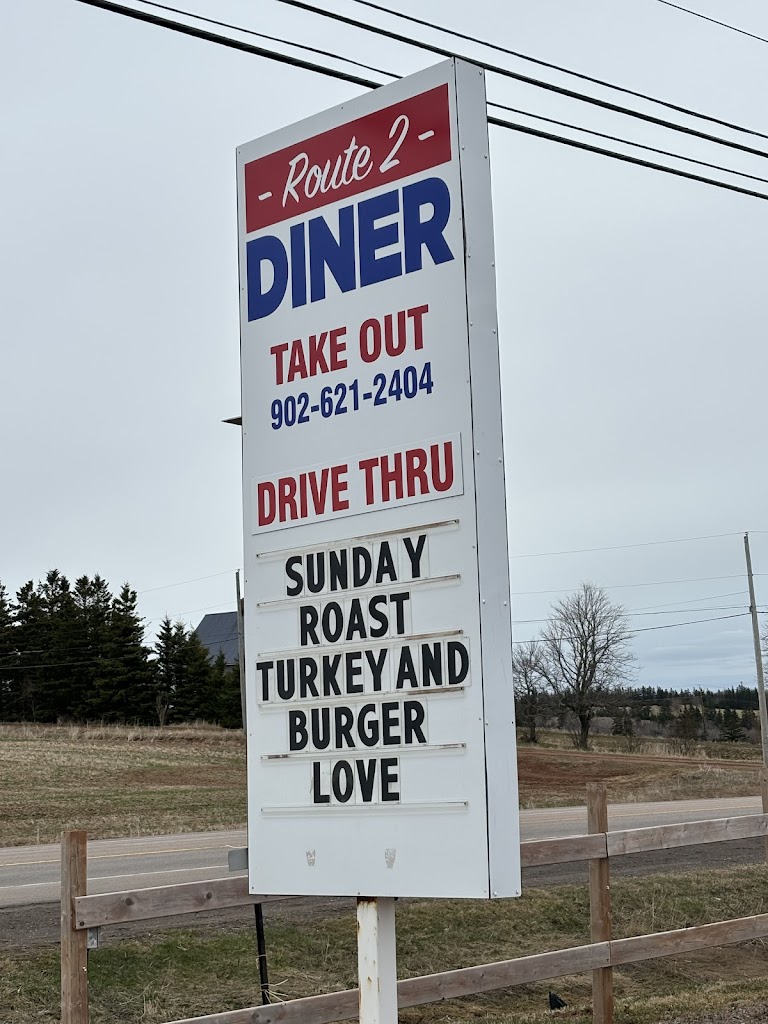 - Route 2 -
DINER
TAKE OUT
902-621-2404
DRIVE THRU
SUNDAY
ROAST
TURKEY AND
BURGER
LOVE